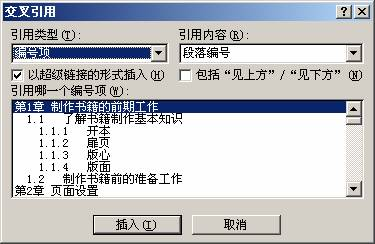 交叉引用
引用类型(T): 引用内容(R):
编号项 段落编号
以超级链接的形式插入(H) 包括“见上方”/“见下方”(N)
引用哪一个编号项(W):
第1章 制作书籍的前期工作
1.1 了解书籍制作基本知识
1.1.1 开本
1.1.2 扉页
1.1.3 版心
1.1.4 版面
1.2 制作书籍前的准备工作
第2章 页面设置
插入(I) 取消